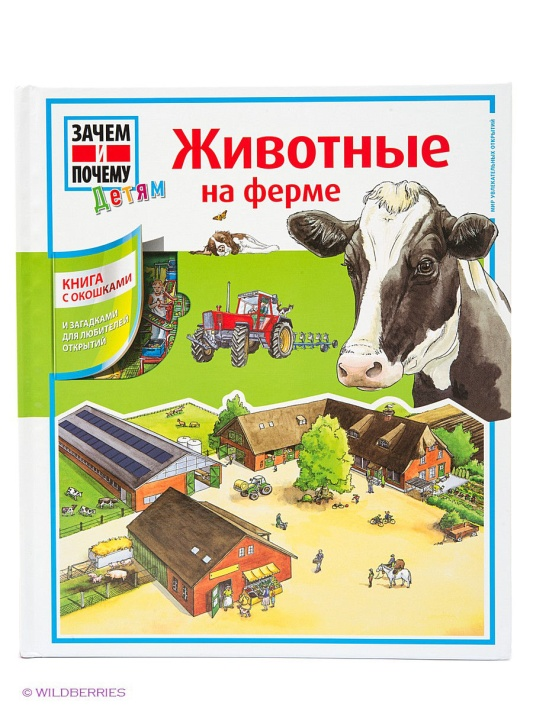 ЗАЧЕМ
И
ПОЧЕМУ
Детям
Животные
на ферме
МИР УВЛЕКАТЕЛЬНЫХ ОТКРЫТИЙ
КНИГА
С ОКОШКАМИ
И ЗАГАДКАМИ
ДЛЯ ЛЮБИТЕЛЕЙ
ОТКРЫТИЙ
© WILDBERRIES